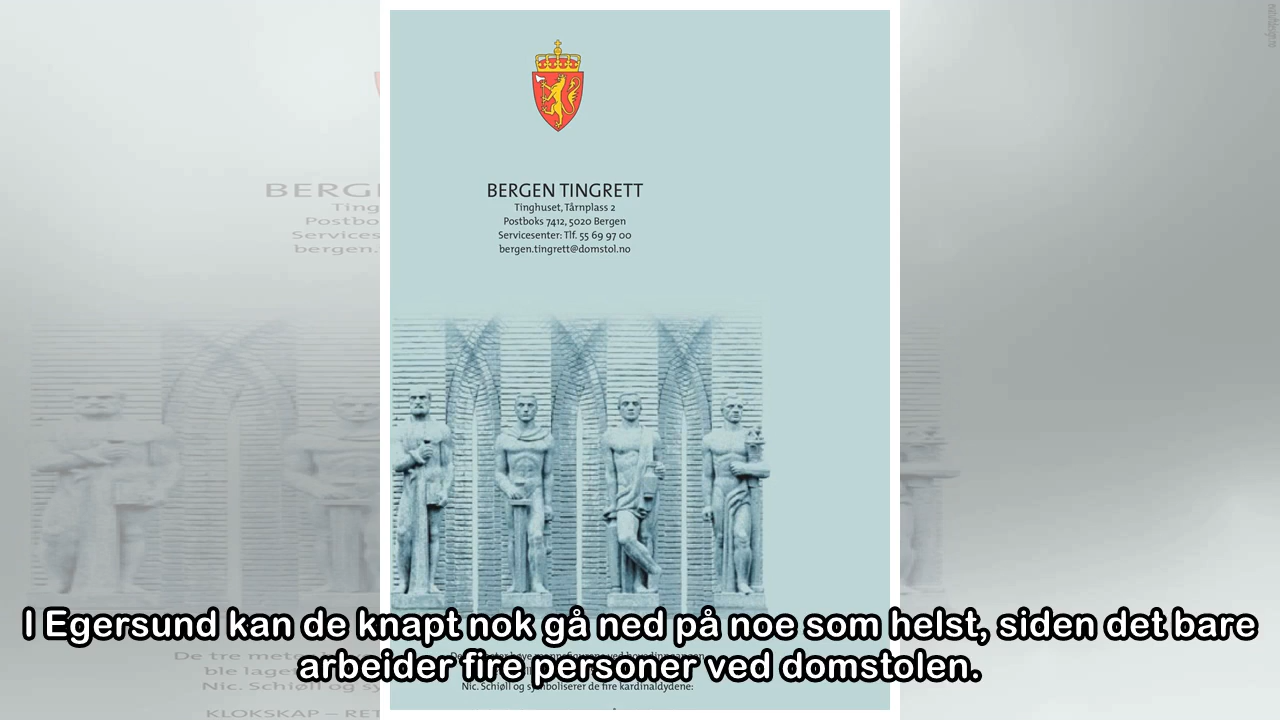 BERGEN TINGRETT
Tinghuset, Tårnplass 2
Postboks 7412, 5020 Bergen
Servicesenter: Tlf. 55 69 97 00
bergen.tingrett@domstol.no
I Egersund kan de knapt nok gå ned på noe som helst, siden det bare
arbeider fire personer ved domstolen.
Nic. Schiøll og symboliserer de fire kardinaldydene: